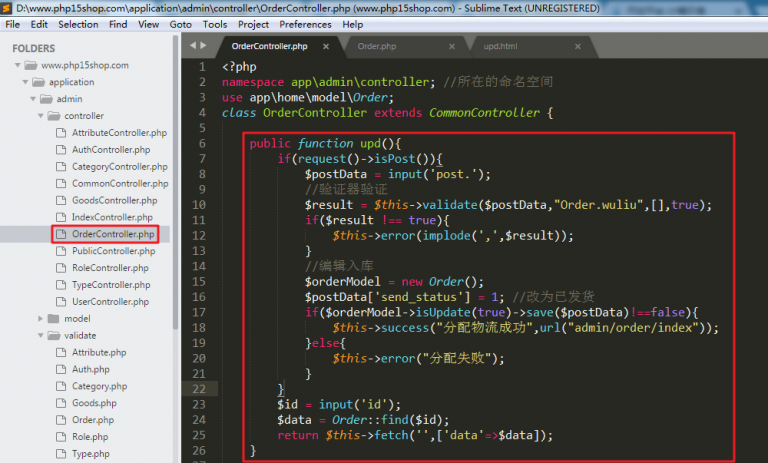 D:\www.php15shop.com\application\admin\controller\OrderController.php (www.php15shop.com) - Sublime Text (UNREGISTERED)
File Edit Selection Find View Goto Tools Project Preferences Help
FOLDERS
www.php15shop.com
application
admin
controller
AttributeController.php
AuthController.php
CategoryController.php
CommonController.php
GoodsController.php
IndexController.php
OrderController.php
PublicController.php
RoleController.php
TypeController.php
UserController.php
model
validate
Attribute.php
Auth.php
Category.php
Goods.php
Order.php
Role.php
Type.php
OrderController.php × Order.php × upd.html ×
1 <?php
2 namespace app\admin\controller; //所在的命名空间
3 use app\home\model\Order;
4 class OrderController extends CommonController {
5
6 public function upd(){
7 if(request()->isPost()){
8 $postData = input('post.');
9 //验证器验证
10 $result = $this->validate($postData,"Order.wuliu",[],true);
11 if($result !== true){
12 $this->error(implode(',',$result));
13 }
14 //编辑入库
15 $orderModel = new Order();
16 $postData['send_status'] = 1; //改为已发货
17 if($orderModel->isUpdate(true)->save($postData)!==false){
18 $this->success("分配物流成功",url("admin/order/index"));
19 }else{
20 $this->error("分配失败");
21 }
22 }
23 $id = input('id');
24 $data = Order::find($id);
25 return $this->fetch('',['data'=>$data]);
26 }